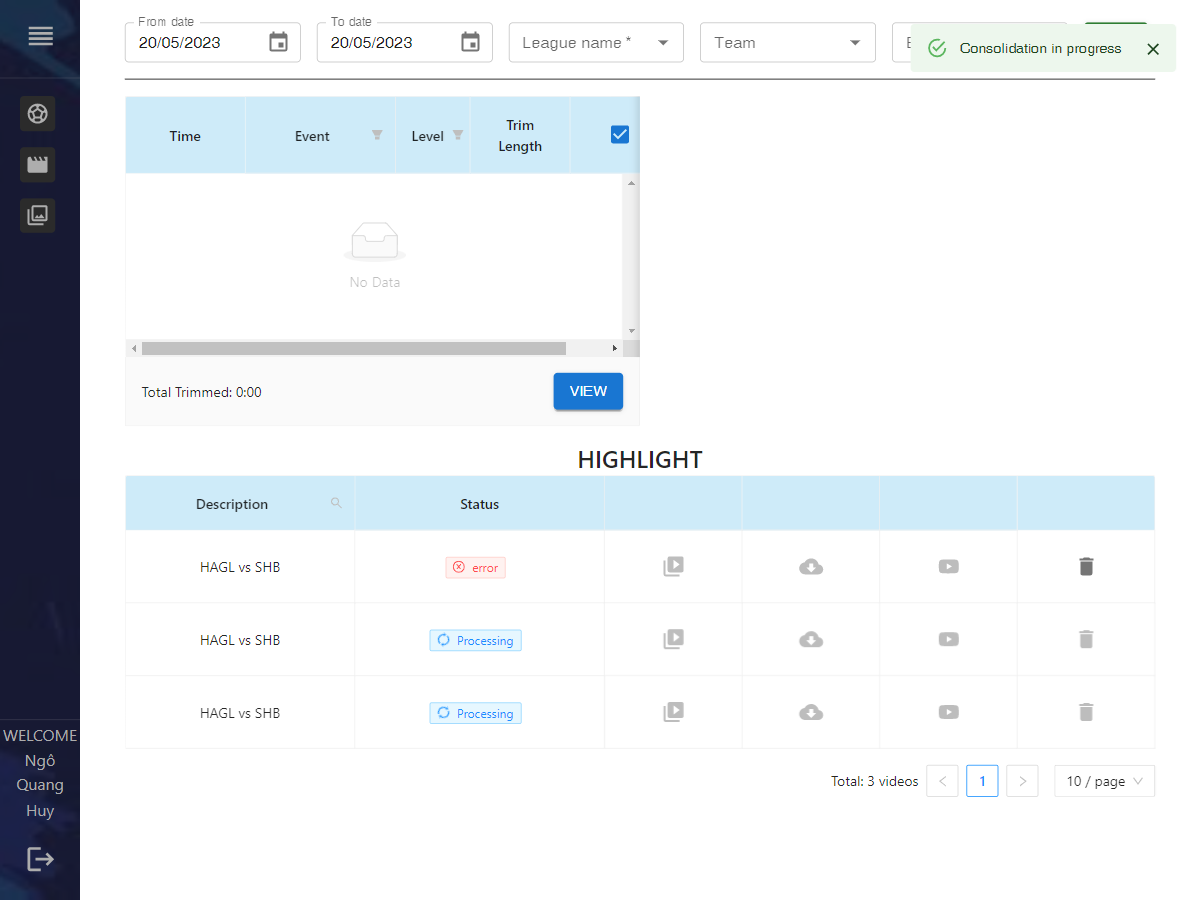 From date
20/05/2023
To date
20/05/2023
League name *
Team
Consolidation in progress
Time
Event
Level
Trim
Length
No Data
Total Trimmed: 0:00
VIEW
HIGHLIGHT
Description
Status
HAGL vs SHB
error
HAGL vs SHB
Processing
HAGL vs SHB
Processing
Total: 3 videos
1
10 / page
WELCOME
Ngô
Quang
Huy